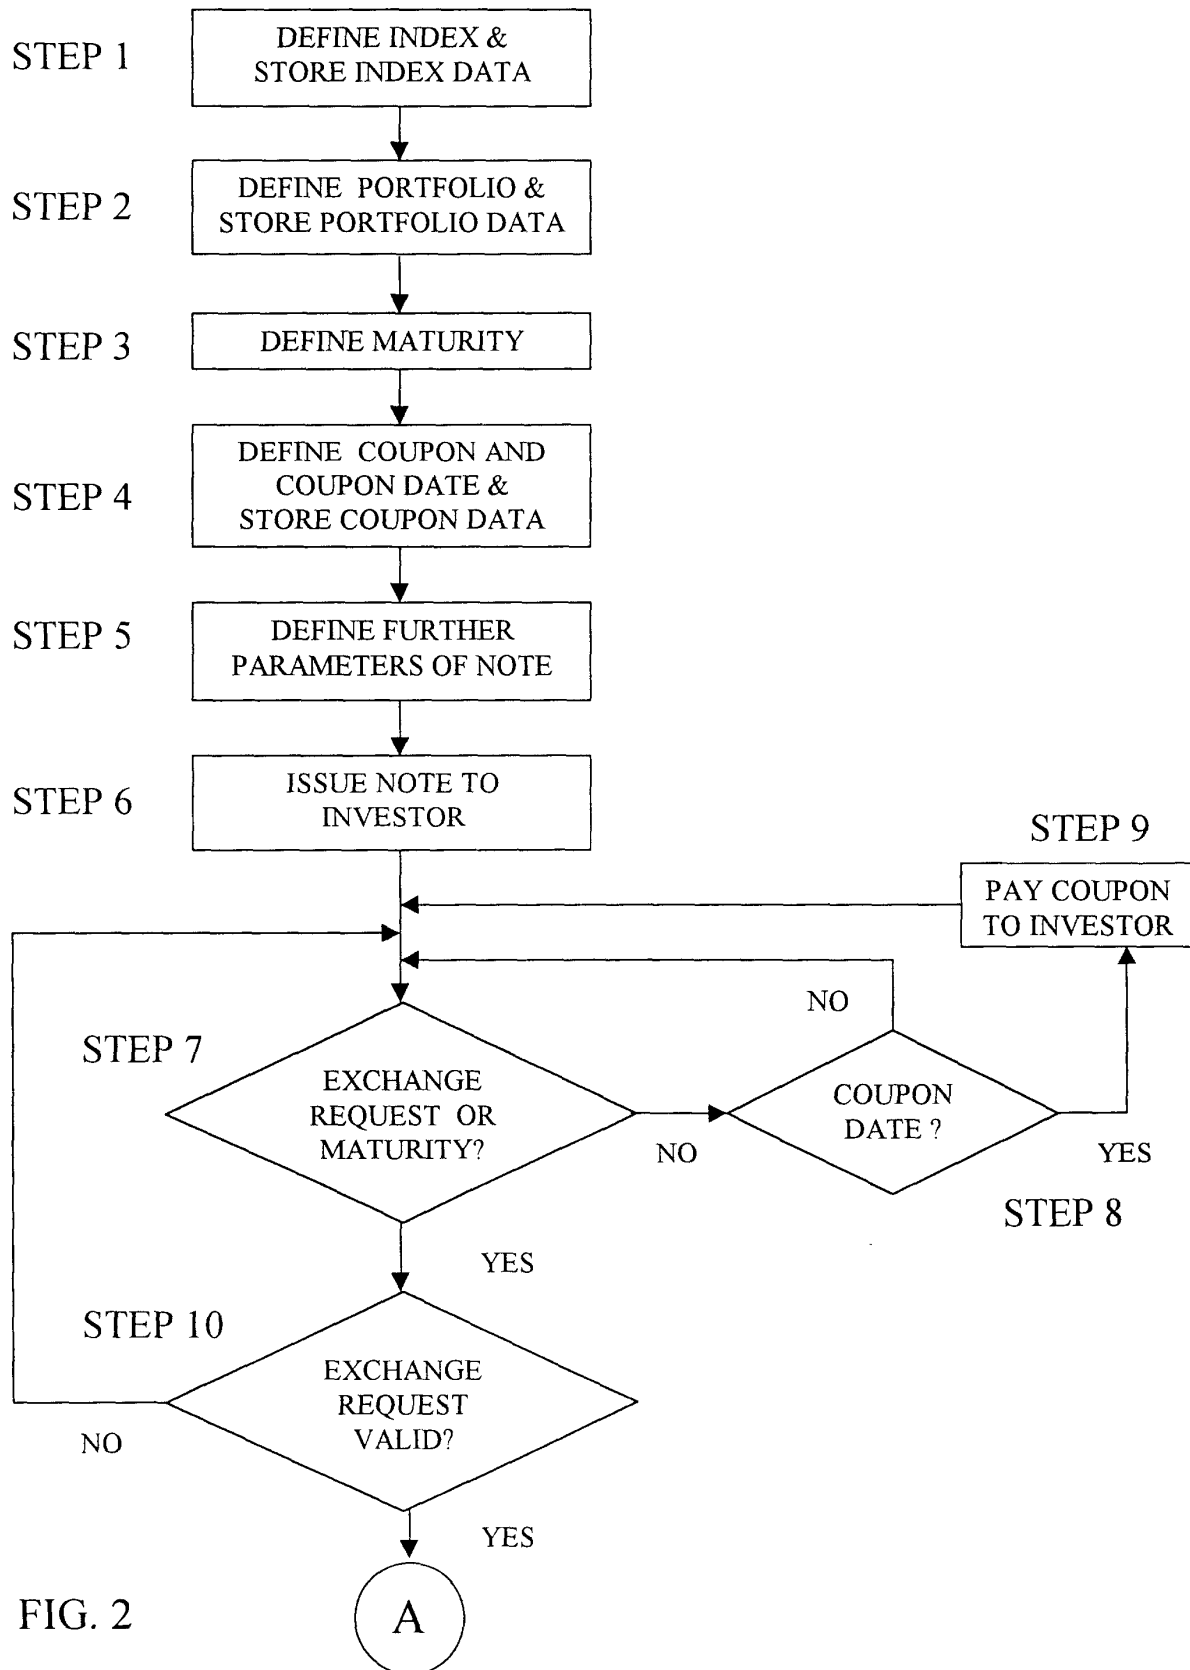 STEP 1
DEFINE INDEX &
STORE INDEX DATA
STEP 2
DEFINE PORTFOLIO &
STORE PORTFOLIO DATA
STEP 3
DEFINE MATURITY
STEP 4
DEFINE COUPON AND
COUPON DATE &
STORE COUPON DATA
STEP 5
DEFINE FURTHER
PARAMETERS OF NOTE
STEP 6
ISSUE NOTE TO
INVESTOR
STEP 9
PAY COUPON
TO INVESTOR
STEP 7
EXCHANGE
REQUEST OR
MATURITY?
NO
NO
COUPON
DATE ?
YES
STEP 8
YES
STEP 10
EXCHANGE
REQUEST
VALID?
NO
YES
A
FIG. 2